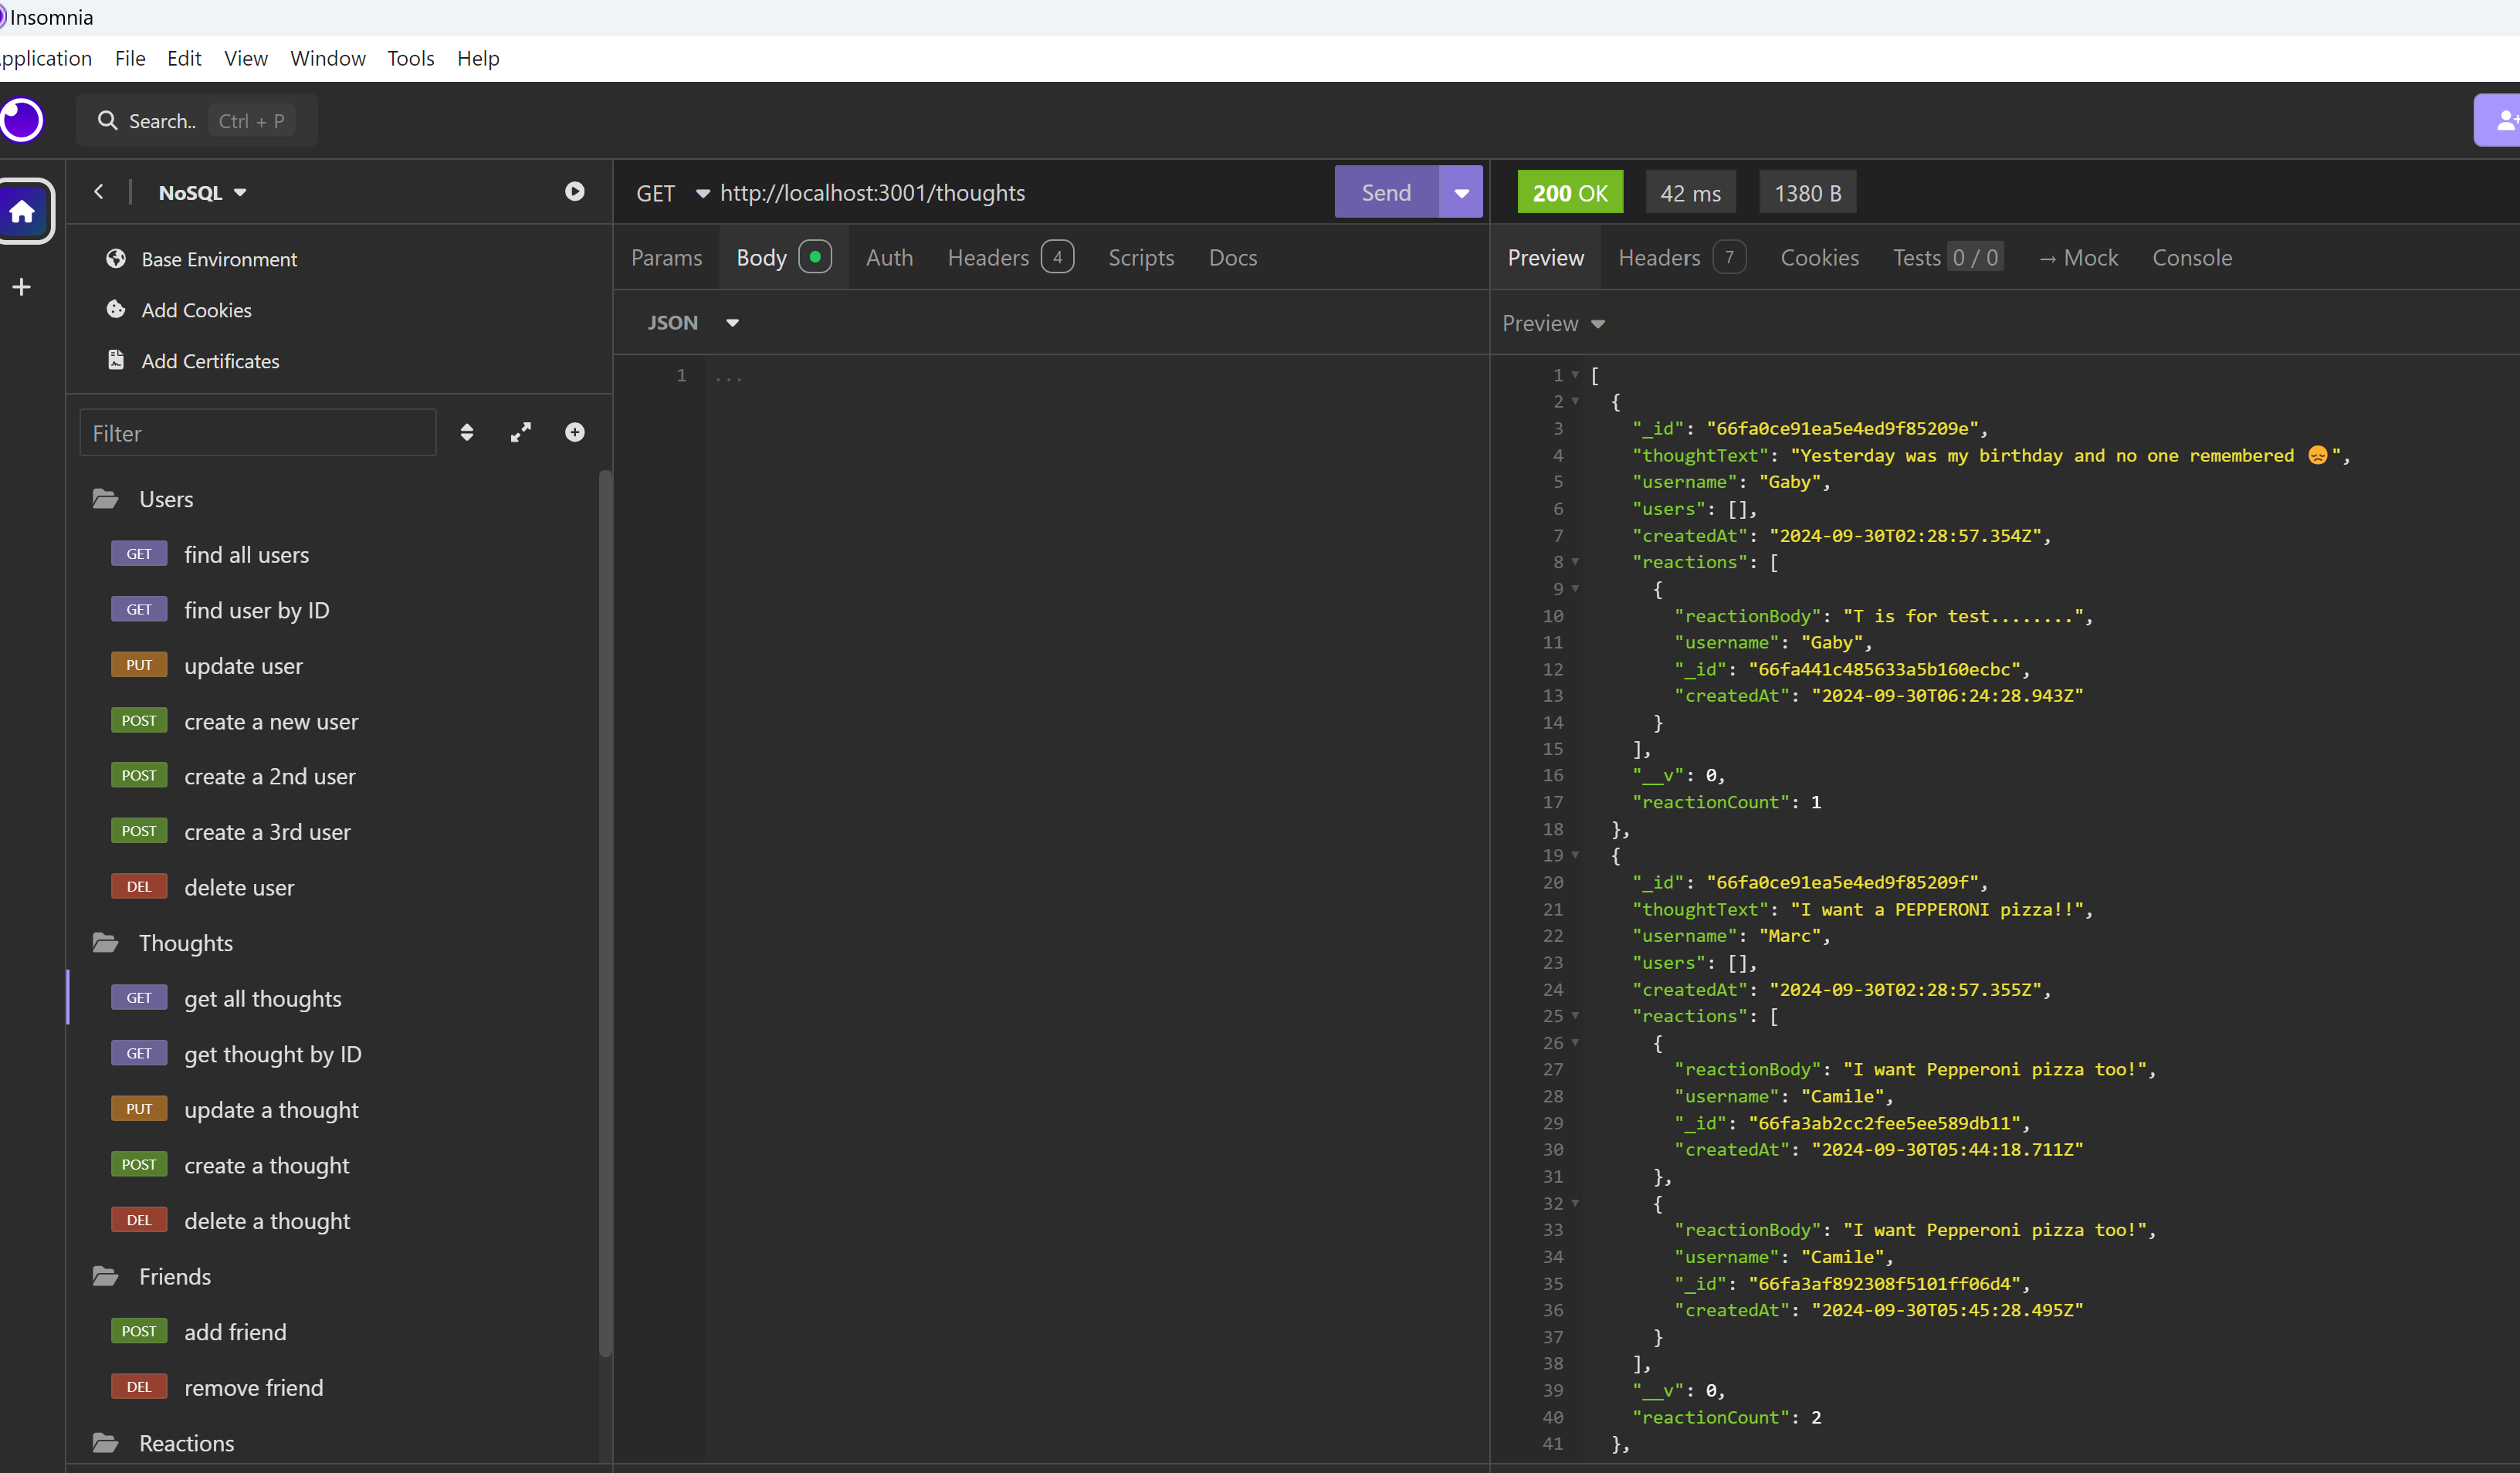 Insomnia
pplication File Edit View Window Tools Help
Search.. Ctrl + P
NoSQL
GET http://localhost:3001/thoughts Send
200 OK 42 ms 1380 B
Base Environment
Add Cookies
Add Certificates
Filter
Users
GET find all users
GET find user by ID
PUT update user
POST create a new user
POST create a 2nd user
POST create a 3rd user
DEL delete user
Thoughts
GET get all thoughts
GET get thought by ID
PUT update a thought
POST create a thought
DEL delete a thought
Friends
POST add friend
DEL remove friend
Reactions
Params Body Auth Headers 4 Scripts Docs
JSON
1 ...
Preview Headers 7 Cookies Tests 0 / 0 → Mock Console
Preview
1 [
2 {
3 "_id": "66fa0ce91ea5e4ed9f85209e",
4 "thoughtText": "Yesterday was my birthday and no one remembered 😞",
5 "username": "Gaby",
6 "users": [],
7 "createdAt": "2024-09-30T02:28:57.354Z",
8 "reactions": [
9 {
10 "reactionBody": "T is for test........",
11 "username": "Gaby",
12 "_id": "66fa441c485633a5b160ecbc",
13 "createdAt": "2024-09-30T06:24:28.943Z"
14 }
15 ],
16 "__v": 0,
17 "reactionCount": 1
18 },
19 {
20 "_id": "66fa0ce91ea5e4ed9f85209f",
21 "thoughtText": "I want a PEPPERONI pizza!!",
22 "username": "Marc",
23 "users": [],
24 "createdAt": "2024-09-30T02:28:57.355Z",
25 "reactions": [
26 {
27 "reactionBody": "I want Pepperoni pizza too!",
28 "username": "Camile",
29 "_id": "66fa3ab2cc2fee5ee589db11",
30 "createdAt": "2024-09-30T05:44:18.711Z"
31 },
32 {
33 "reactionBody": "I want Pepperoni pizza too!",
34 "username": "Camile",
35 "_id": "66fa3af892308f5101ff06d4",
36 "createdAt": "2024-09-30T05:45:28.495Z"
37 }
38 ],
39 "__v": 0,
40 "reactionCount": 2
41 },